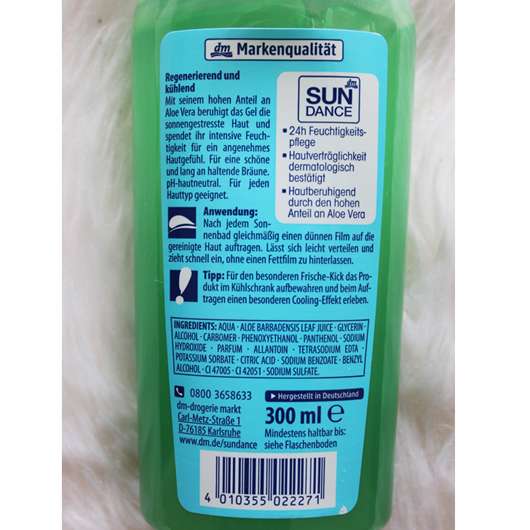 dm Markenqualität
Regenerierend und
kühlend
Mit seinem hohen Anteil an
Aloe Vera beruhigt das Gel die
sonnengestresste Haut und
spendet ihr intensive Feuch-
tigkeit für ein angenehmes
Hautgefühl. Für eine schöne
und lang an haltende Bräune.
pH-hautneutral. Für jeden
Hauttyp geeignet.
dm
SUN
DANCE
24h Feuchtigkeits-
pflege
Hautverträglichkeit
dermatologisch
bestätigt
Hautberuhigend
durch den hohen
Anteil an Aloe Vera
Anwendung:
Nach jedem Son-
nenbad gleichmäßig einen dünnen Film auf die
gereinigte Haut auftragen. Lässt sich leicht verteilen und
zieht schnell ein, ohne einen Fettfilm zu hinterlassen.
Tipp: Für den besonderen Frische-Kick das Pro-
dukt im Kühlschrank aufbewahren und beim Auf-
tragen einen besonderen Cooling-Effekt erleben.
INGREDIENTS: AQUA · ALOE BARBADENSIS LEAF JUICE · GLYCERIN ·
ALCOHOL · CARBOMER · PHENOXYETHANOL · PANTHENOL · SODIUM
HYDROXIDE · PARFUM · ALLANTOIN · TETRASODIUM EDTA ·
POTASSIUM SORBATE · CITRIC ACID · SODIUM BENZOATE · BENZYL
ALCOHOL · CI 47005 · CI 42051 · SODIUM SULFATE.
0800 3658633
dm-drogerie markt
Carl-Metz-Straße 1
D-76185 Karlsruhe
www.dm.de/sundance
Hergestellt in Deutschland
300 ml e
Mindestens haltbar bis:
siehe Flaschenboden
4 010355 022271